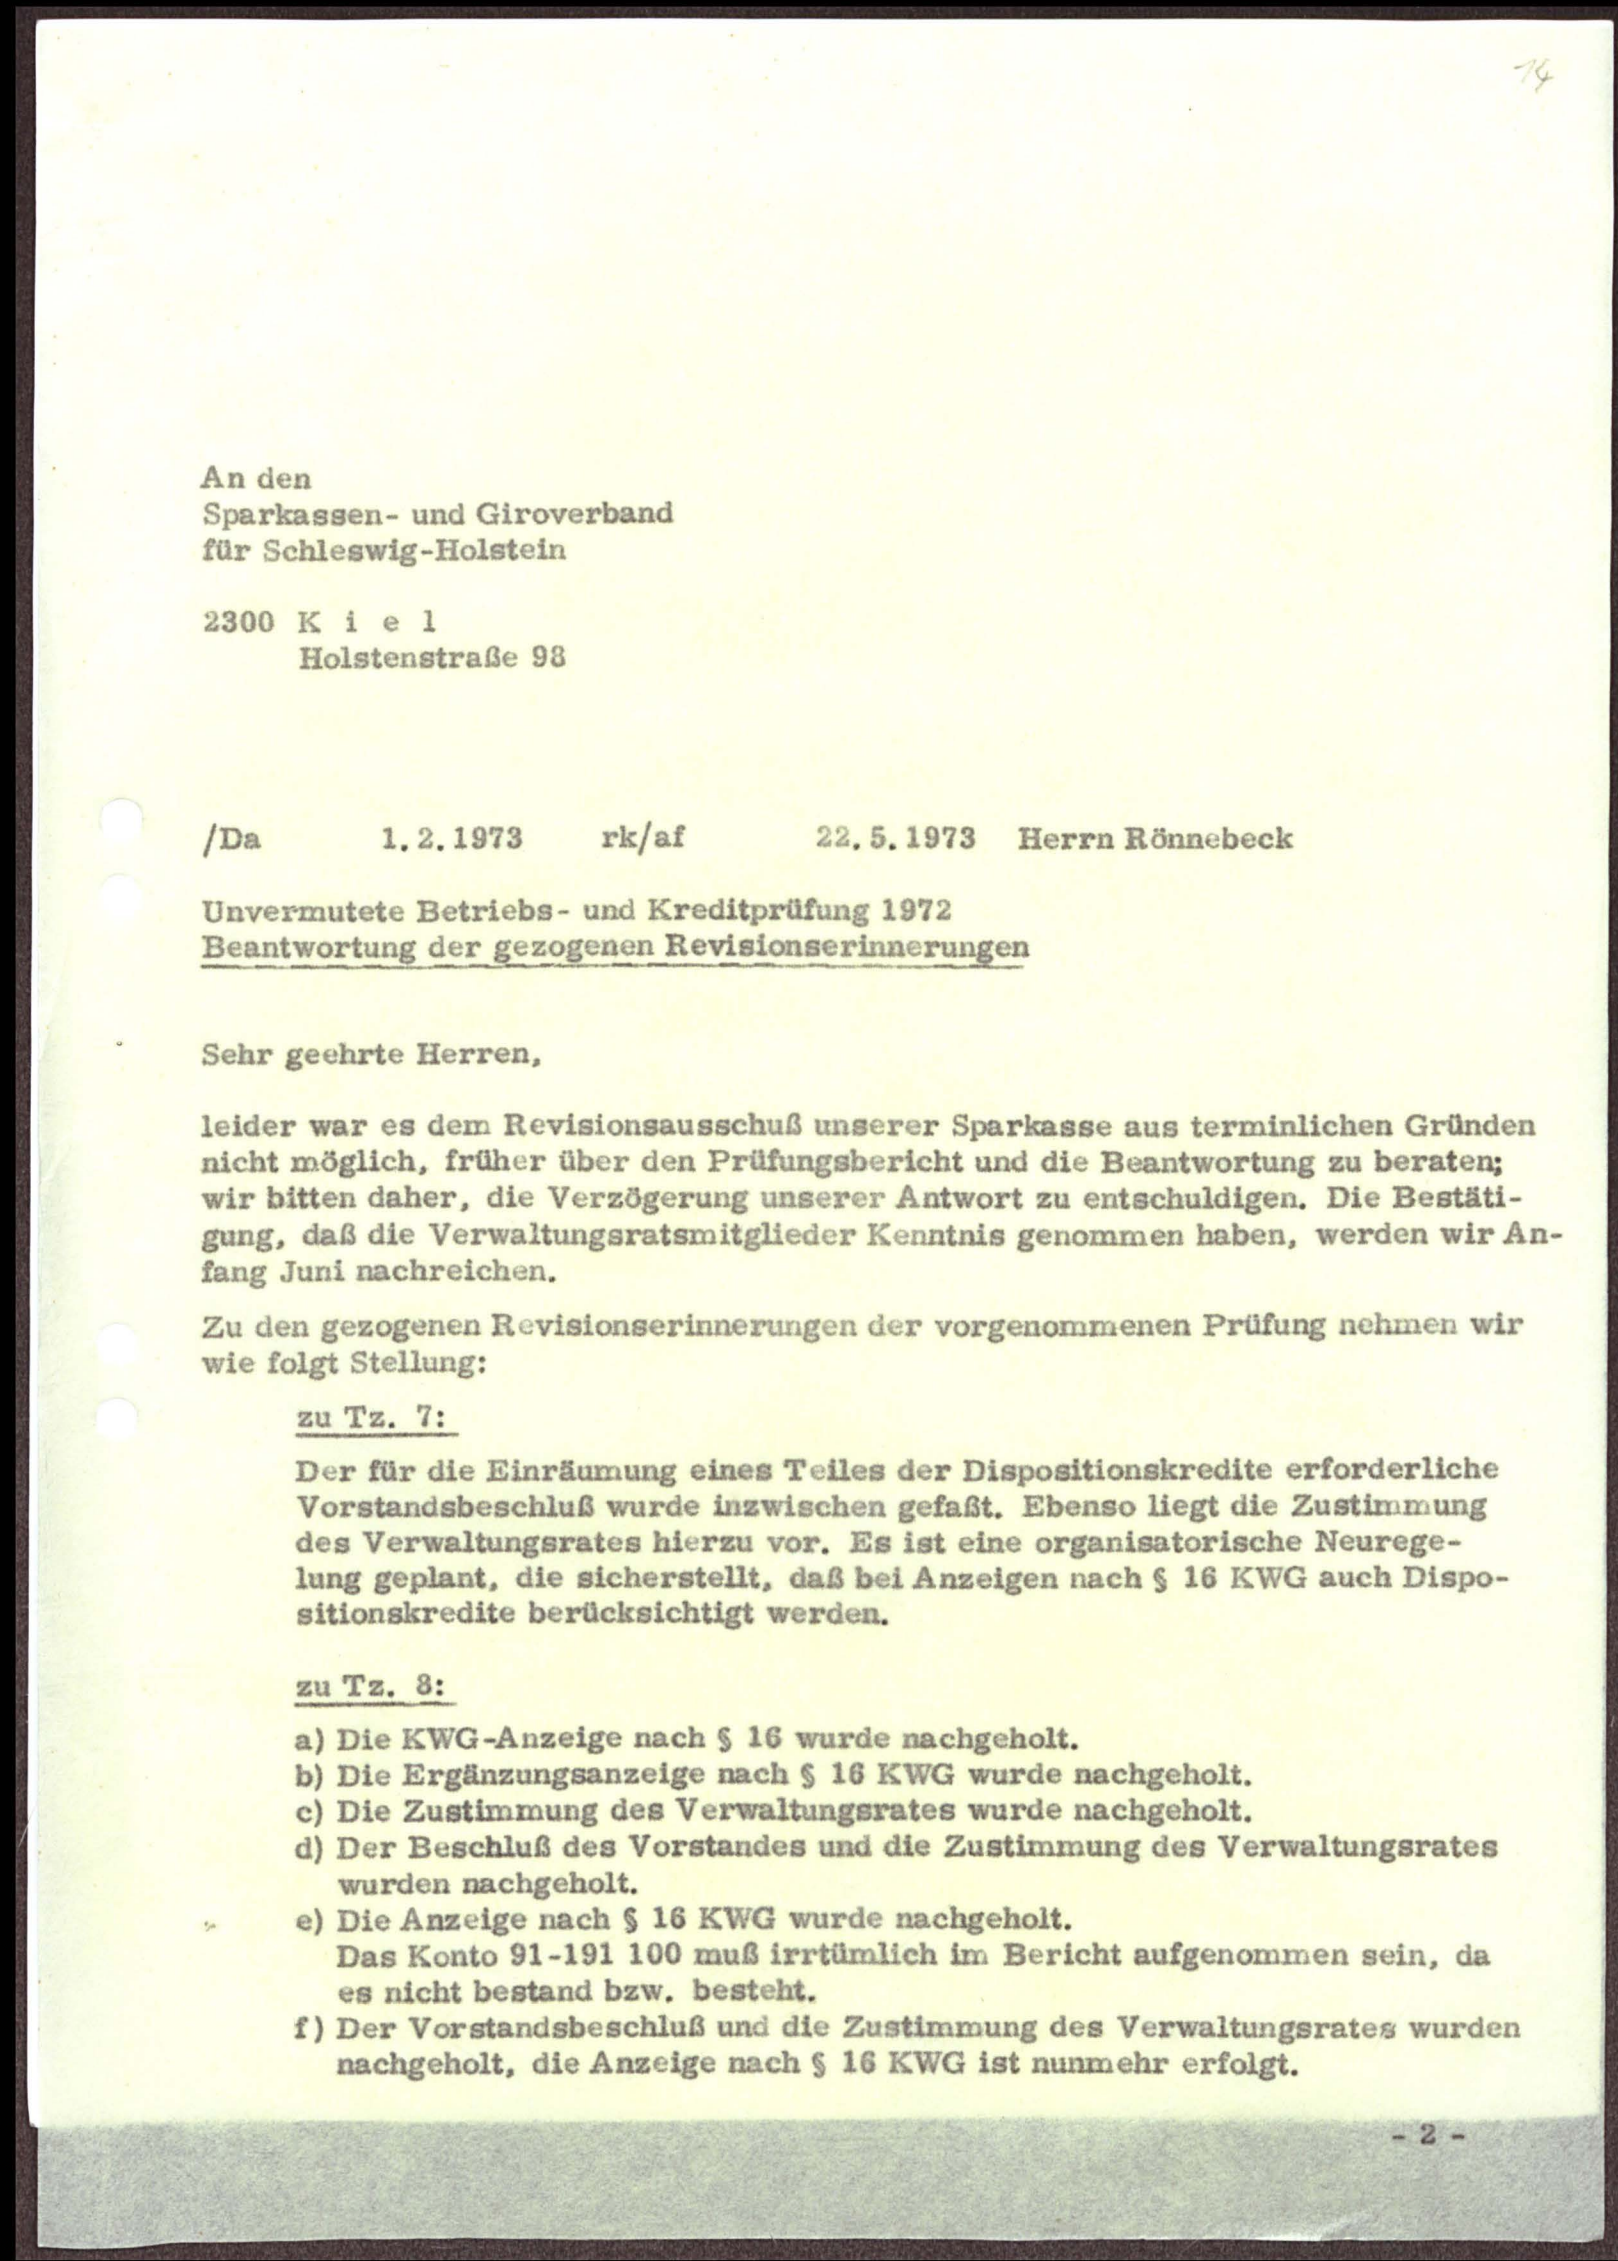 14
An den
Sparkassen- und Giroverband
für Schleswig-Holstein
2300 K i e l
Holstenstraße 98
/Da 1.2.1973 rk/af 22.5.1973 Herrn Rönnebeck
Unvermutete Betriebs- und Kreditprüfung 1972
Beantwortung der gezogenen Revisionserinnerungen
Sehr geehrte Herren,
leider war es dem Revisionsausschuß unserer Sparkasse aus terminlichen Gründen
nicht möglich, früher über den Prüfungsbericht und die Beantwortung zu beraten;
wir bitten daher, die Verzögerung unserer Antwort zu entschuldigen. Die Bestäti-
gung, daß die Verwaltungsratsmitglieder Kenntnis genommen haben, werden wir An-
fang Juni nachreichen.
Zu den gezogenen Revisionserinnerungen der vorgenommenen Prüfung nehmen wir
wie folgt Stellung:
zu Tz. 7:
Der für die Einräumung eines Teiles der Dispositionskredite erforderliche
Vorstandsbeschluß wurde inzwischen gefaßt. Ebenso liegt die Zustimmung
des Verwaltungsrates hierzu vor. Es ist eine organisatorische Neurege-
lung geplant, die sicherstellt, daß bei Anzeigen nach § 16 KWG auch Dispo-
sitionskredite berücksichtigt werden.
zu Tz. 8:
a) Die KWG-Anzeige nach § 16 wurde nachgeholt.
b) Die Ergänzungsanzeige nach § 16 KWG wurde nachgeholt.
c) Die Zustimmung des Verwaltungsrates wurde nachgeholt.
d) Der Beschluß des Vorstandes und die Zustimmung des Verwaltungsrates
wurden nachgeholt.
e) Die Anzeige nach § 16 KWG wurde nachgeholt.
Das Konto 91-191 100 muß irrtümlich im Bericht aufgenommen sein, da
es nicht bestand bzw. besteht.
f) Der Vorstandsbeschluß und die Zustimmung des Verwaltungsrates wurden
nachgeholt, die Anzeige nach § 16 KWG ist nunmehr erfolgt.
- 2 -